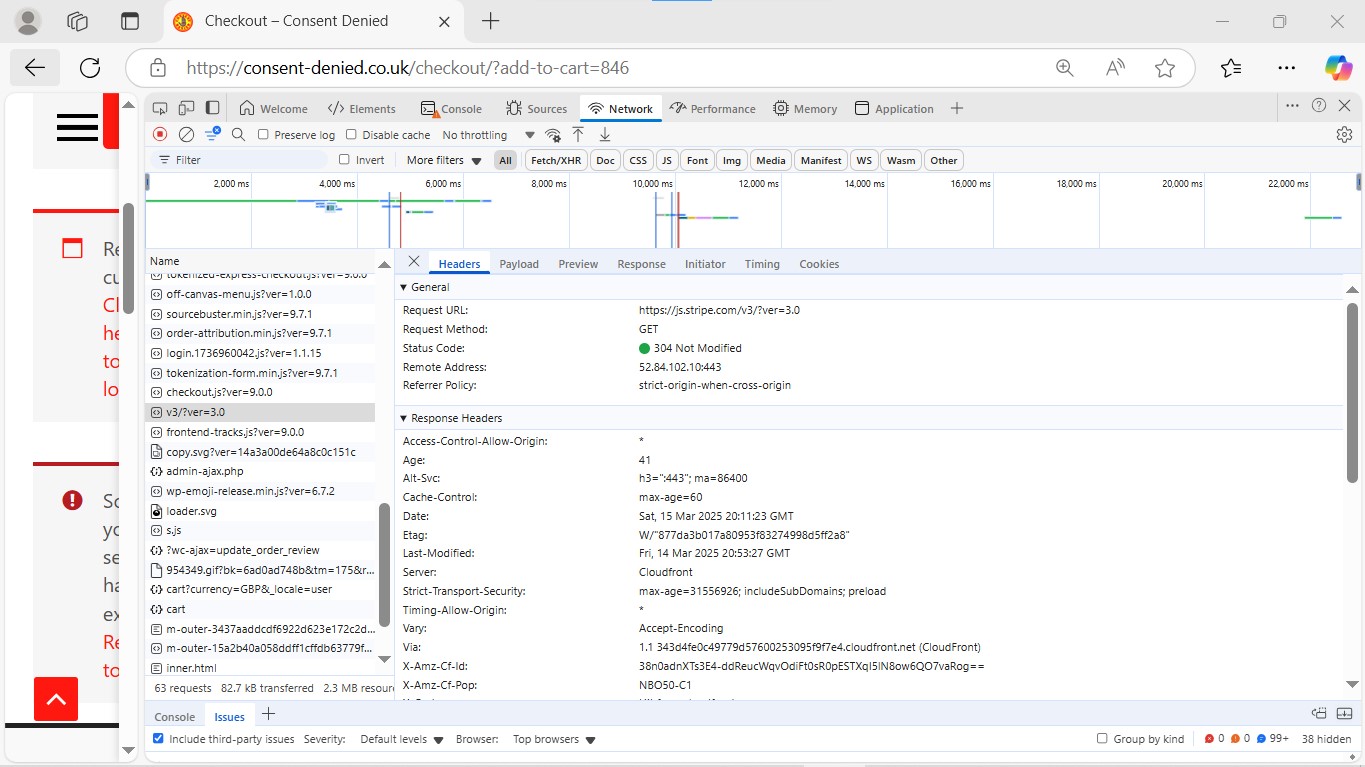 Checkout – Consent Denied
https://consent-denied.co.uk/checkout/?add-to-cart=846
Welcome Elements Console Sources Network Performance Memory Application
Preserve log Disable cache No throttling
Filter Invert More filters All Fetch/XHR Doc CSS JS Font Img Media Manifest WS Wasm Other
2,000 ms 4,000 ms 6,000 ms 8,000 ms 10,000 ms 12,000 ms 14,000 ms 16,000 ms 18,000 ms 20,000 ms 22,000 ms
Re
cu
Cl
he
to
lo
So
yo
se
ha
ex
Re
to
Name
tokenized-express-checkout.js?ver=9.0.0
off-canvas-menu.js?ver=1.0.0
sourcebuster.min.js?ver=9.7.1
order-attribution.min.js?ver=9.7.1
login.1736960042.js?ver=1.1.15
tokenization-form.min.js?ver=9.7.1
checkout.js?ver=9.0.0
v3/?ver=3.0
frontend-tracks.js?ver=9.0.0
copy.svg?ver=14a3a00de64a8c0c151c
admin-ajax.php
wp-emoji-release.min.js?ver=6.7.2
loader.svg
s.js
?wc-ajax=update_order_review
954349.gif?bk=6ad0ad748b&tm=175&r...
cart?currency=GBP&_locale=user
cart
m-outer-3437aaddcdf6922d623e172c2d...
m-outer-15a2b40a058ddff1cffdb63779f...
inner.html
63 requests 82.7 kB transferred 2.3 MB resour
Headers Payload Preview Response Initiator Timing Cookies
General
Request URL: https://js.stripe.com/v3/?ver=3.0
Request Method: GET
Status Code: 304 Not Modified
Remote Address: 52.84.102.10:443
Referrer Policy: strict-origin-when-cross-origin
Response Headers
Access-Control-Allow-Origin: *
Age: 41
Alt-Svc: h3=":443"; ma=86400
Cache-Control: max-age=60
Date: Sat, 15 Mar 2025 20:11:23 GMT
Etag: W/"877da3b017a80953f83274998d5ff2a8"
Last-Modified: Fri, 14 Mar 2025 20:53:27 GMT
Server: Cloudfront
Strict-Transport-Security: max-age=31556926; includeSubDomains; preload
Timing-Allow-Origin: *
Vary: Accept-Encoding
Via: 1.1 343d4fe0c49779d57600253095f9f7e4.cloudfront.net (CloudFront)
X-Amz-Cf-Id: 38n0adnXTs3E4-ddReucWqvOdiFt0sR0pESTXqI5lN8ow6QO7vaRog==
X-Amz-Cf-Pop: NBO50-C1
Console Issues
Include third-party issues Severity: Default levels Browser: Top browsers Group by kind 0 0 99+ 38 hidden